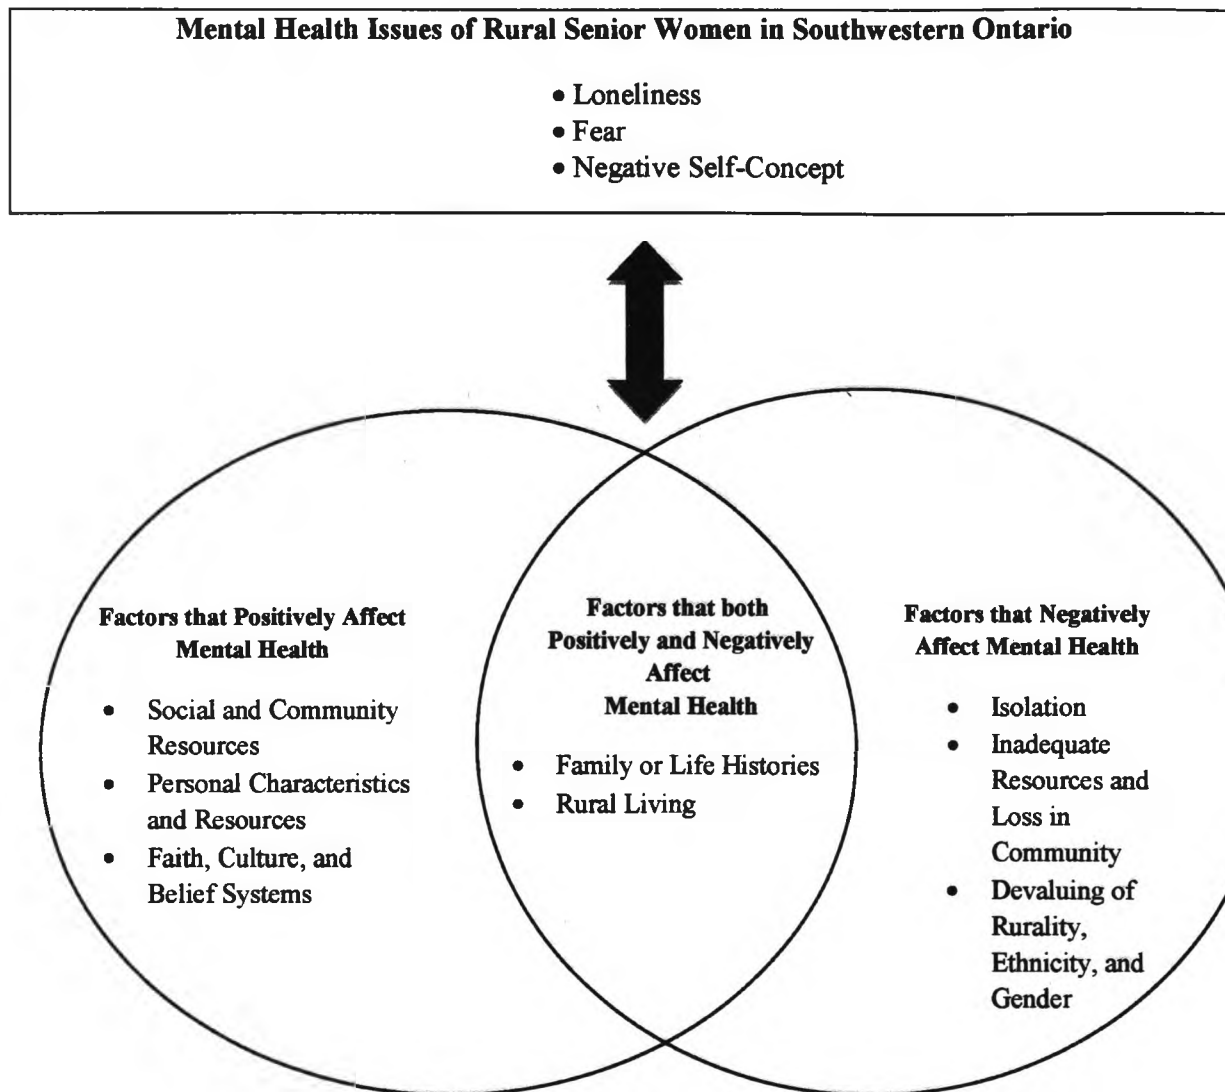 Mental Health Issues of Rural Senior Women in Southwestern Ontario
• Loneliness
• Fear
• Negative Self-Concept
Factors that Positively Affect
Mental Health
• Social and Community
Resources
• Personal Characteristics
and Resources
• Faith, Culture, and
Belief Systems
Factors that both
Positively and Negatively
Affect
Mental Health
• Family or Life Histories
• Rural Living
Factors that Negatively
Affect Mental Health
• Isolation
• Inadequate
Resources and
Loss in
Community
• Devaluing of
Rurality,
Ethnicity, and
Gender